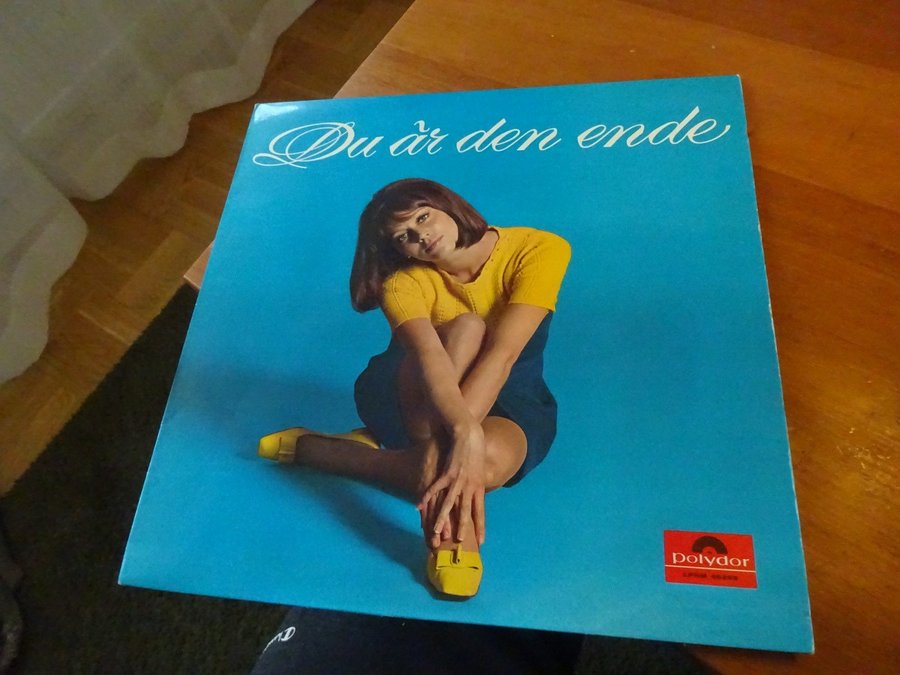 Du är den ende
polydor